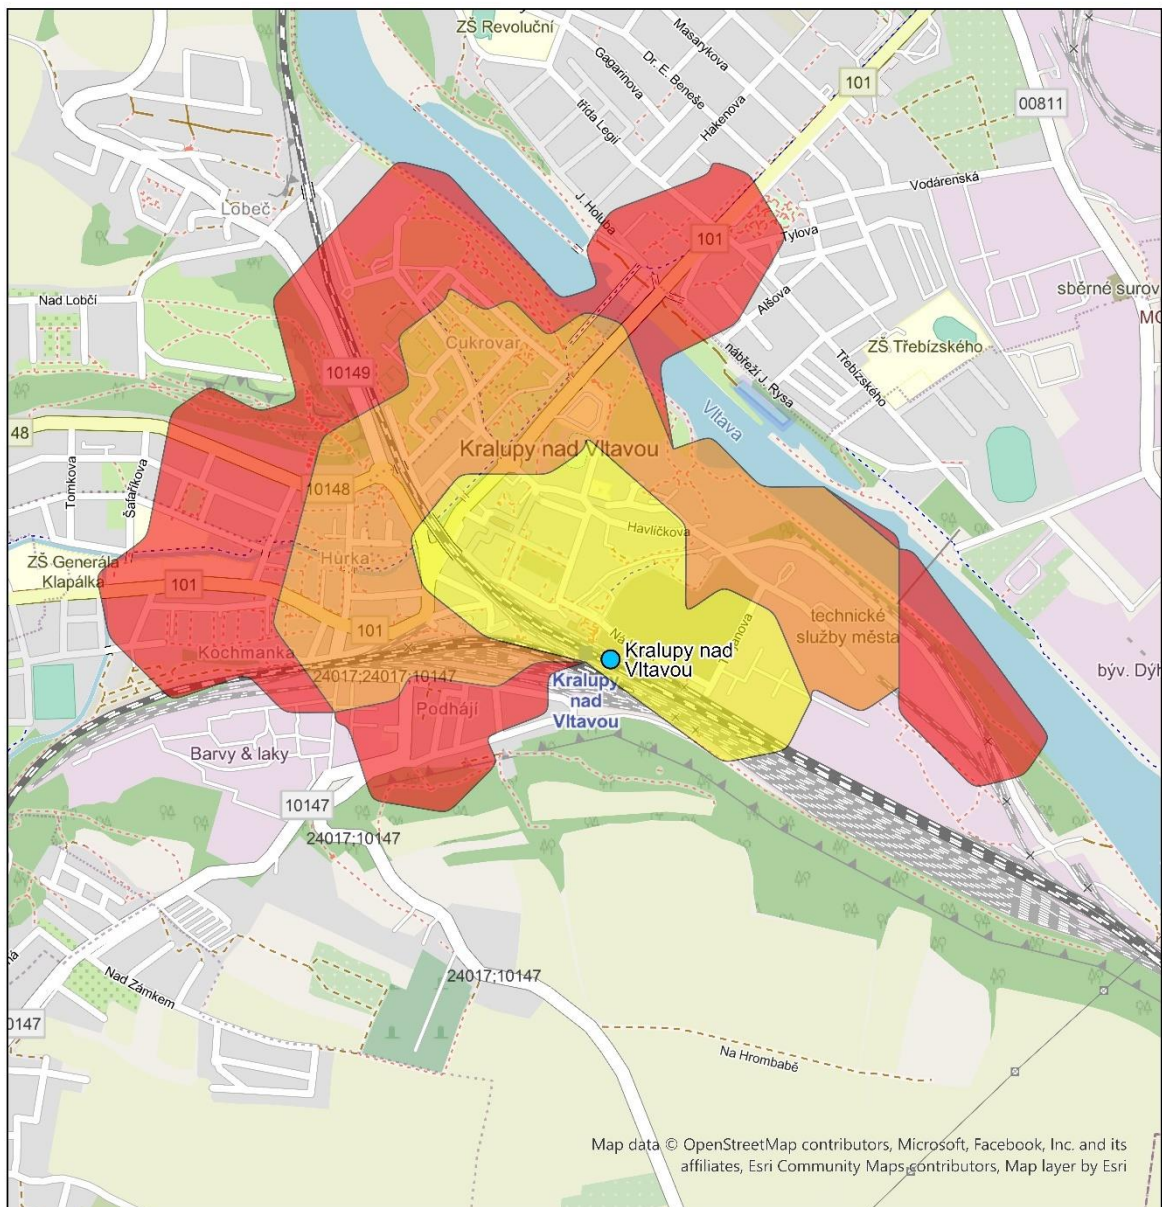 ZŠ Revoluční
Masarykova
Dr. E. Beneše
Gagarinova
101
00811
Hakenova
třída Legií
Vodárenská
Lobeč
J. Holuba
101
Tylova
sběrné surov
Nad Lobčí
Alšova
MO
Cukrovar
ZŠ Třebízského
nábřeží J. Rysa
Třebízského
10149
Vltava
48
Kralupy nad Vltavou
Tomkova
Šafaříkova
10148
Havlíčkova
ZŠ Generála
Klapálka
Hůrka
101
101
technické
služby města
Trojanova
Kochmanka
Kralupy nad
Vltavou
24017;24017;10147
Kralupy
nad
Vltavou
býv. Dýh
Podhájí
Barvy & laky
10147
24017;10147
24017;10147
Nad Zámkem
0147
Na Hrombabě
Map data © OpenStreetMap contributors, Microsoft, Facebook, Inc. and its
affiliates, Esri Community Maps contributors, Map layer by Esri